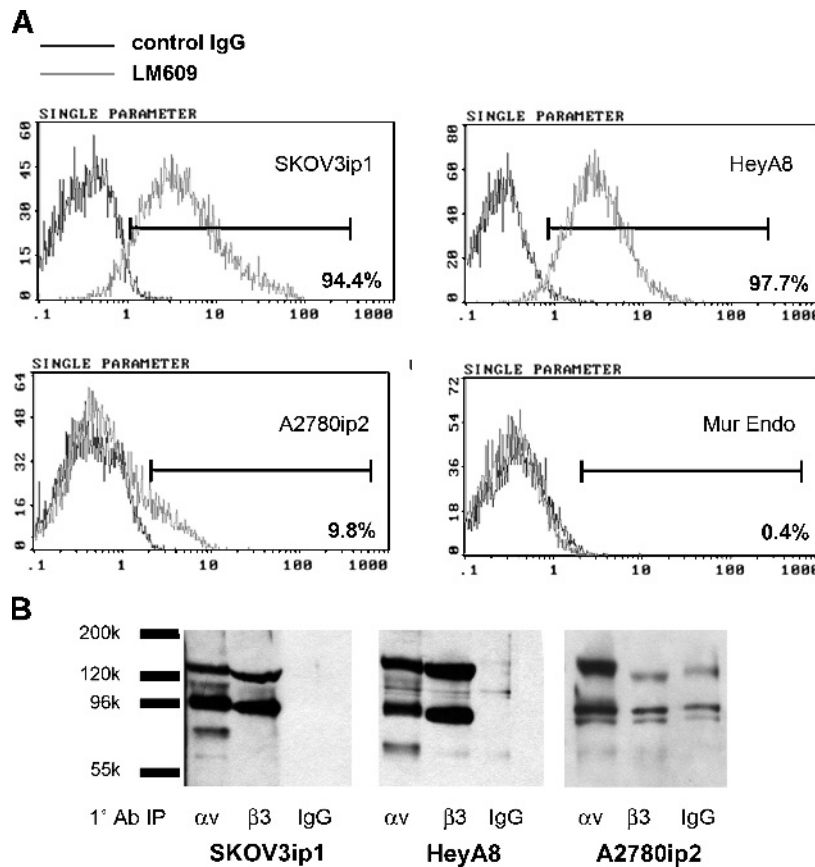 A
control IgG
LM609
SINGLE PARAMETER
60
45
30
15
0
SKOV3ip1
94.4%
.1 1 10 100 1000
SINGLE PARAMETER
80
60
40
20
0
HeyA8
97.7%
.1 1 10 100 1000
SINGLE PARAMETER
64
48
32
16
0
A2780ip2
9.8%
.1 1 10 100 1000
SINGLE PARAMETER
72
54
36
18
0
Mur Endo
0.4%
.1 1 10 100 1000
B
200k
120k
96k
55k
1° Ab IP αv β3 IgG αv β3 IgG αv β3 IgG
SKOV3ip1 HeyA8 A2780ip2